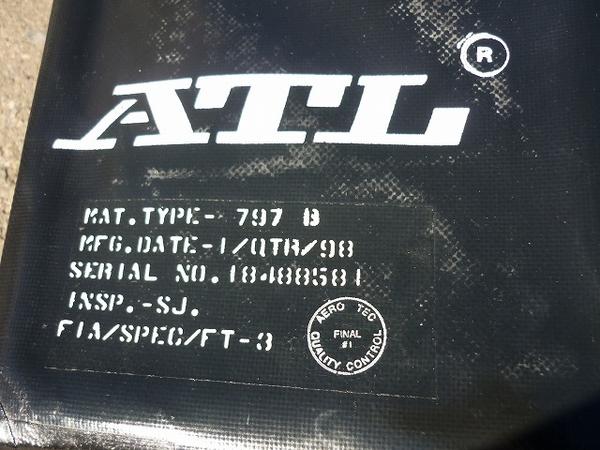 ATL ®
MAT.TYPE- 797 B
MFG.DATE-1/QTR/98
SERIAL NO.18488581
INSP.-SJ.
FIA/SPEC/FT-3
AERO TEC
FINAL
#1
QUALITY CONTROL